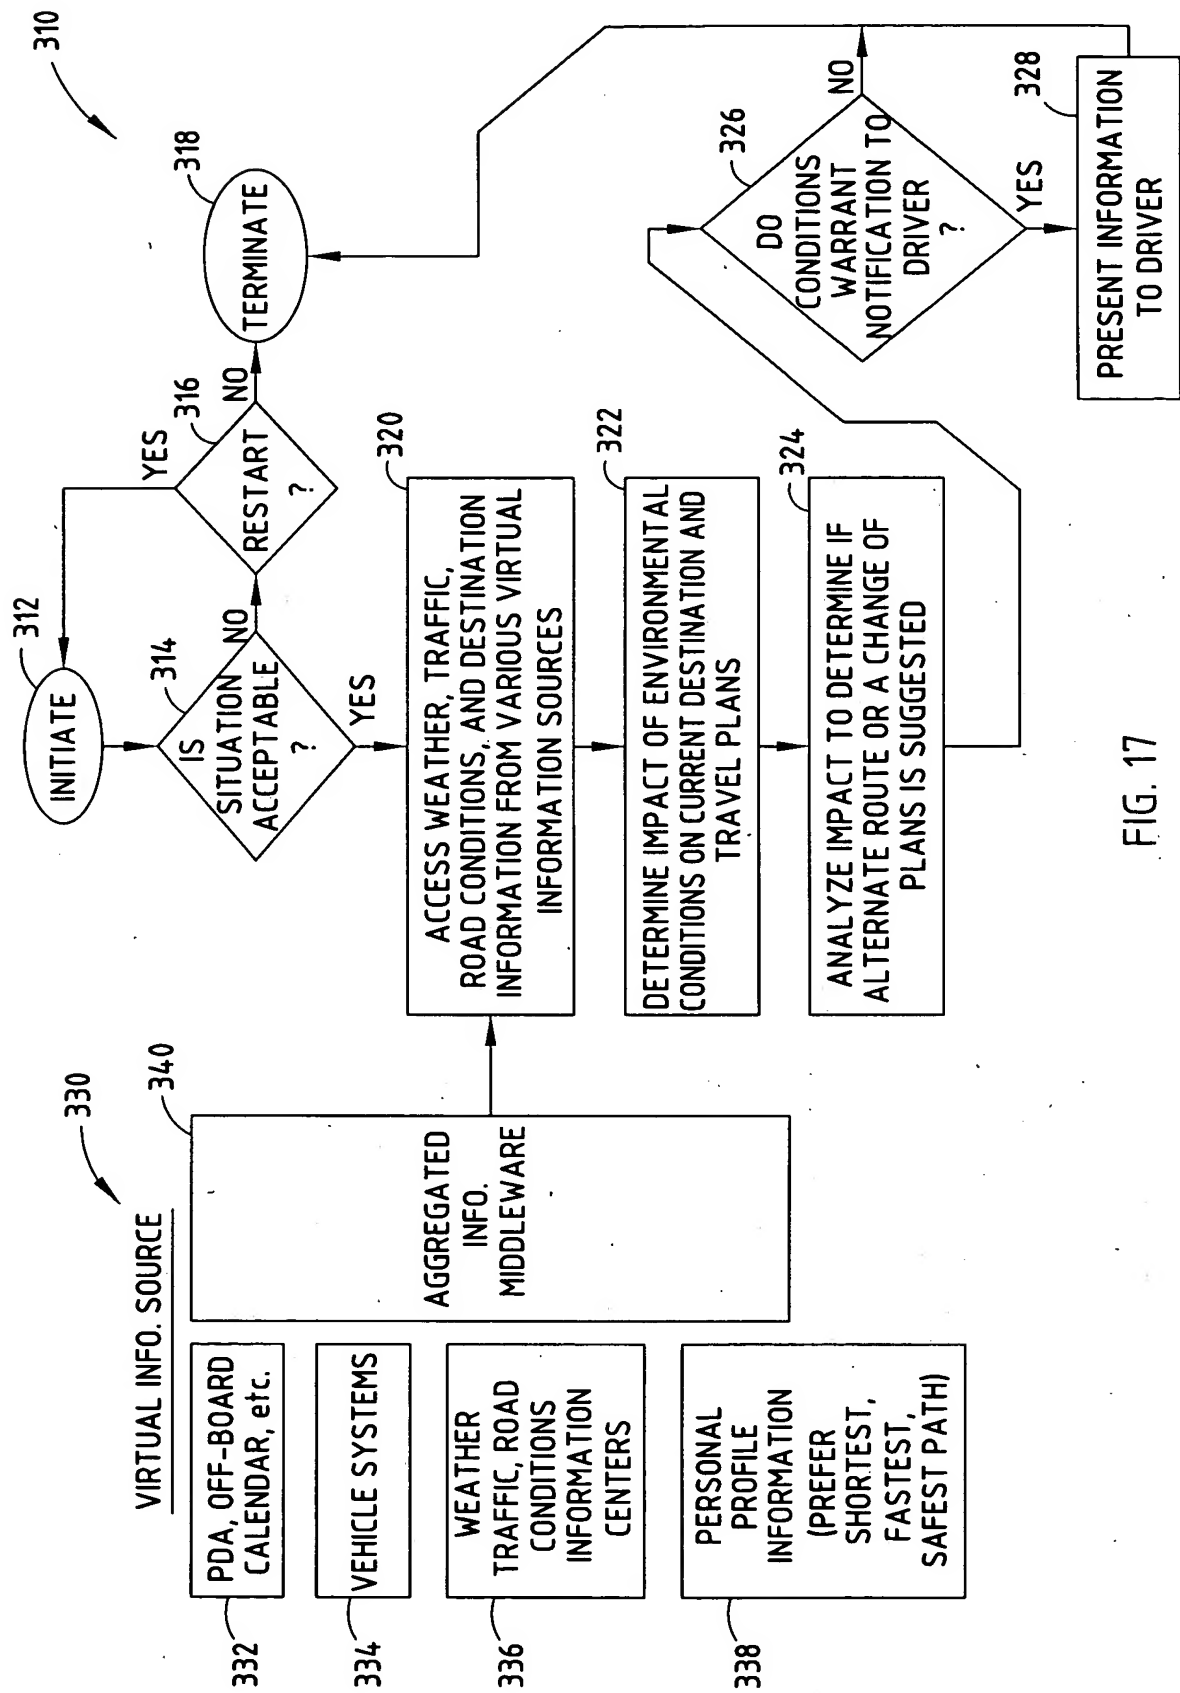 310
VIRTUAL INFO. SOURCE
330
332
PDA, OFF-BOARD
CALENDAR, etc.
334
VEHICLE SYSTEMS
336
WEATHER
TRAFFIC, ROAD
CONDITIONS
INFORMATION
CENTERS
338
PERSONAL
PROFILE
INFORMATION
(PREFER
SHORTEST,
FASTEST,
SAFEST PATH)
340
AGGREGATED
INFO.
MIDDLEWARE
312
INITIATE
314
IS
SITUATION
ACCEPTABLE
?
NO
YES
316
RESTART
?
YES
NO
318
TERMINATE
320
ACCESS WEATHER, TRAFFIC,
ROAD CONDITIONS, AND DESTINATION
INFORMATION FROM VARIOUS VIRTUAL
INFORMATION SOURCES
322
DETERMINE IMPACT OF ENVIRONMENTAL
CONDITIONS ON CURRENT DESTINATION AND
TRAVEL PLANS
324
ANALYZE IMPACT TO DETERMINE IF
ALTERNATE ROUTE OR A CHANGE OF
PLANS IS SUGGESTED
326
DO
CONDITIONS
WARRANT
NOTIFICATION TO
DRIVER
?
NO
YES
328
PRESENT INFORMATION
TO DRIVER
FIG. 17